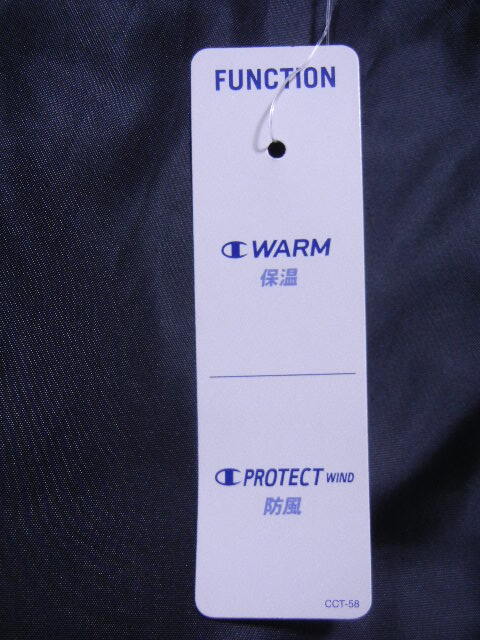 FUNCTION
WARM
保温
PROTECT WIND
防風
CCT-58